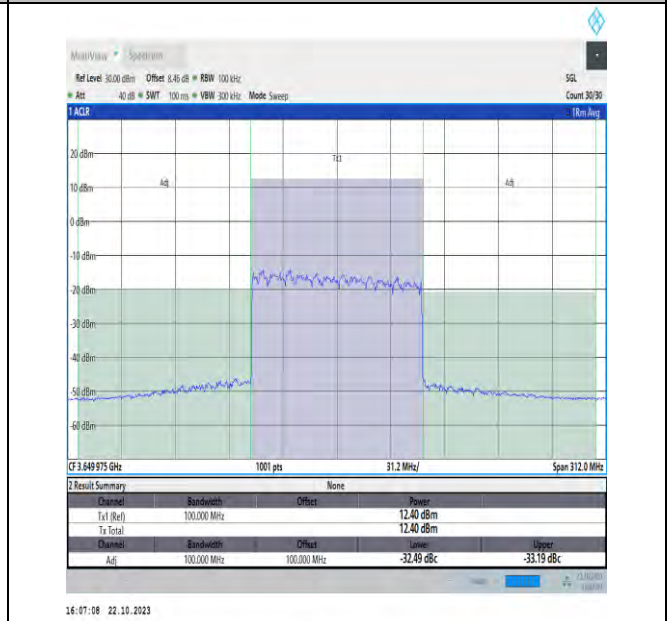 MultiView Spectrum
Ref Level 30.00 dBm Offset 8.46 dB RBW 100 kHz SGL
Att 40 dB SWT 100 ms VBW 300 kHz Mode Sweep Count 30/30
1 ACLR 1Rm Avg
20 dBm
Tx1
10 dBm Adj Adj
0 dBm
-10 dBm
-20 dBm
-30 dBm
-40 dBm
-50 dBm
-60 dBm
CF 3.649 975 GHz 1001 pts 31.2 MHz/ Span 312.0 MHz
2 Result Summary None
Channel Bandwidth Offset Power
Tx1 (Ref) 100.000 MHz 12.40 dBm
Tx Total 12.40 dBm
Channel Bandwidth Offset Lower Upper
Adj 100.000 MHz 100.000 MHz -32.49 dBc -33.19 dBc
16:07:08 22.10.2023